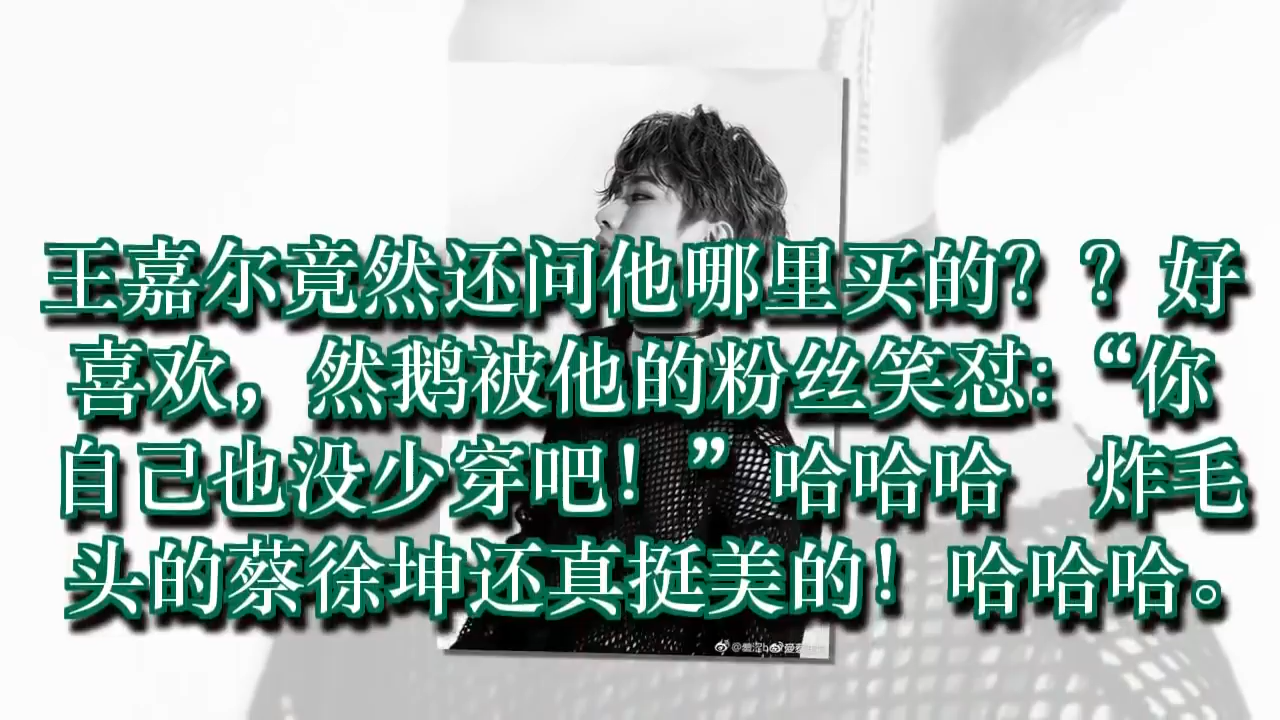 王嘉尔竟然还问他哪里买的？？好
喜欢，然鹅被他的粉丝笑怼:“你
自己也没少穿吧！”哈哈哈　炸毛
头的蔡徐坤还真挺美的！哈哈哈。